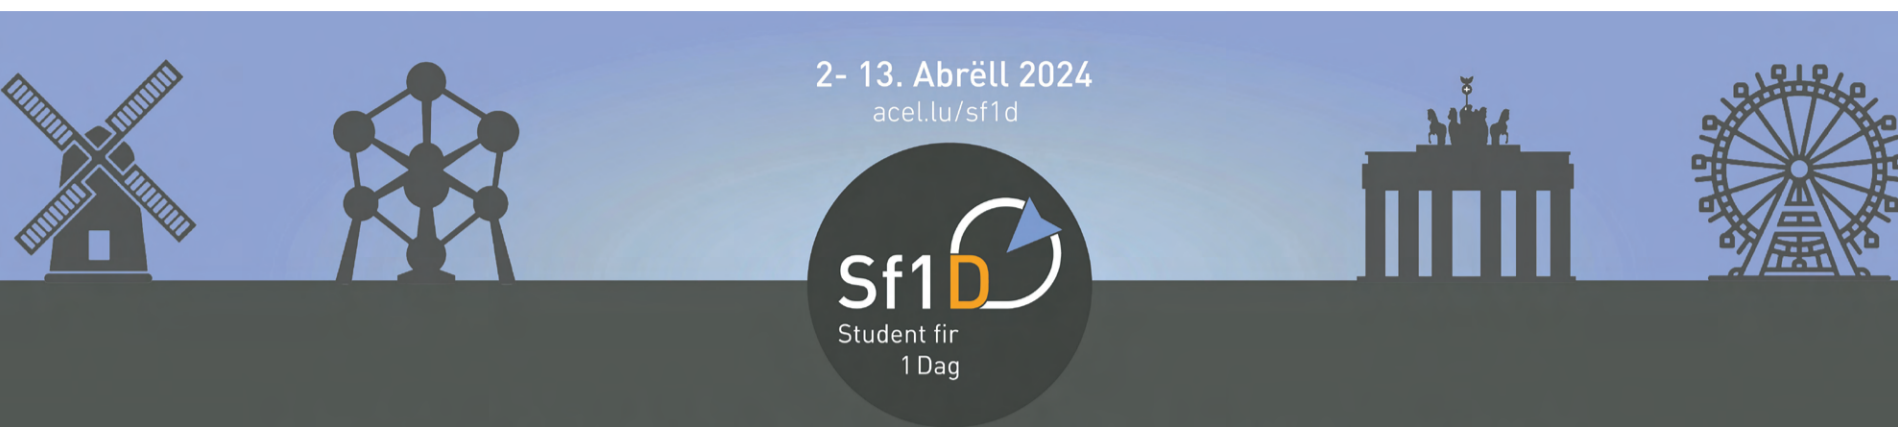 2- 13. Abrëll 2024
acel.lu/sf1d
Sf1D
Student fir
1 Dag